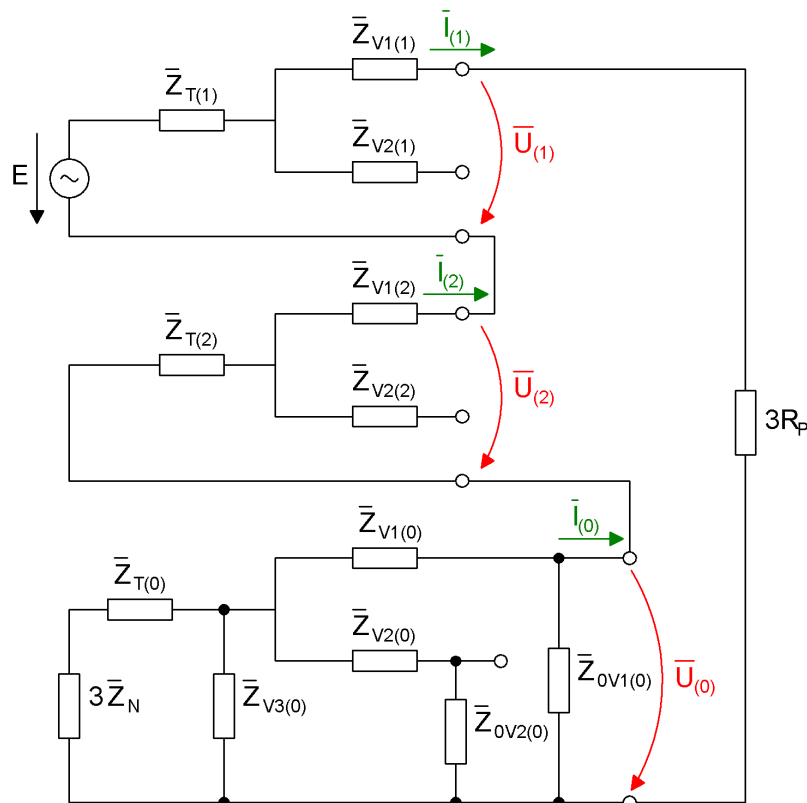 Z̅V1(1)
I̅(1)
Z̅T(1)
U̅(1)
E
Z̅V2(1)
Z̅V1(2)
I̅(2)
Z̅T(2)
U̅(2)
Z̅V2(2)
3RP
I̅(0)
Z̅V1(0)
Z̅T(0)
Z̅V2(0)
3Z̅N
Z̅V3(0)
Z̅0V1(0)
U̅(0)
Z̅0V2(0)